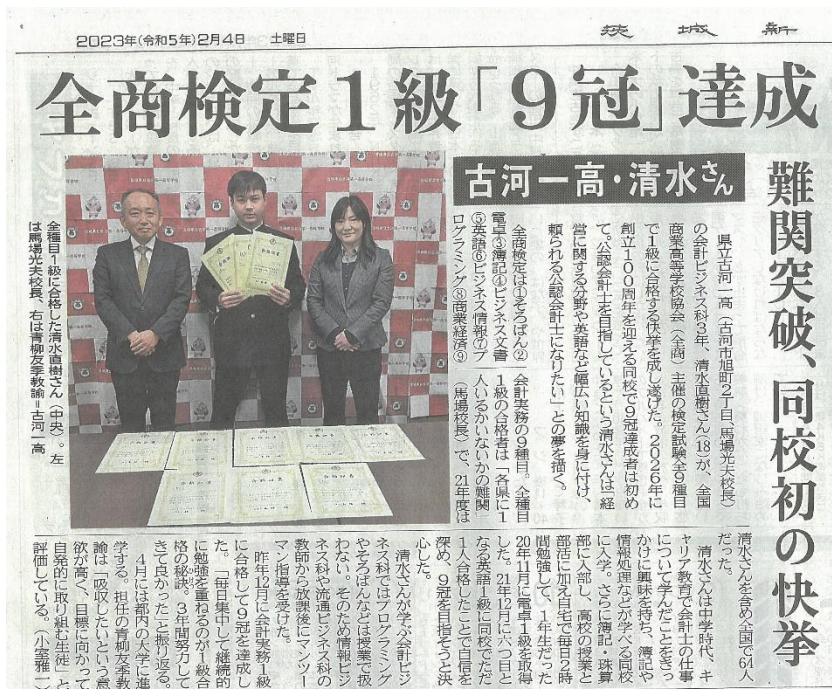 2023年(令和5年)2月4日 土曜日
茨城新
全商検定１級「９冠」達成
難関突破、同校初の快挙
古河一高・清水さん
県立古河一高（古河市旭町２丁目、馬場光夫校長）
の会計ビジネス科３年、清水直樹さん(18)が、全国
商業高等学校協会（全商）主催の検定試験全９種目
で１級に合格する快挙を成し遂げた。２０２６年に
創立１００周年を迎える同校で９冠達成者は初め
て。公認会計士を目指しているという清水さんは「経
営に関する分野や英語など幅広い知識を身に付け、
頼られる公認会計士になりたい」との夢を描く。
全商検定は①そろばん②
電卓③簿記④ビジネス文書
⑤英語⑥ビジネス情報⑦プ
ログラミング⑧商業経済⑨
会計実務の９種目。全種目
１級の合格者は「各県に１
人いるかいないかの難関」
（馬場校長）で、21年度は
清水さんを含め全国で64人
だった。
清水さんは中学時代、キ
ャリア教育で会計士の仕事
について学んだことをきっ
かけに興味を持ち、簿記や
情報処理などが学べる同校
に入学。さらに簿記・珠算
部に入部し、高校の授業と
部活に加え自宅で毎日２時
間勉強して、１年生だった
20年11月に電卓１級を取得
した。21年12月に六つ目と
なる英語１級に同校でただ
１人合格したことで自信を
深め、９冠を目指そうと決
心した。
清水さんが学ぶ会計ビジ
ネス科ではプログラミング
やそろばんなどは授業で扱
わない。そのため情報ビジ
ネス科や流通ビジネス科の
教師から放課後にマンツー
マン指導を受けた。
昨年12月に会計実務１級
に合格して９冠を達成し
た。「毎日集中して継続的
に勉強を重ねるのが１級合
格の秘訣。３年間努力して
きて良かった」と振り返る。
４月には都内の大学に進
学する。担任の青柳友季教
諭は「吸収したいという意
欲が高く、目標に向かって
自発的に取り組む生徒」と
評価している。（小室雅一）
全種目１級に合格した清水直樹さん（中央）。左
は馬場光夫校長、右は青柳友季教諭＝古河一高